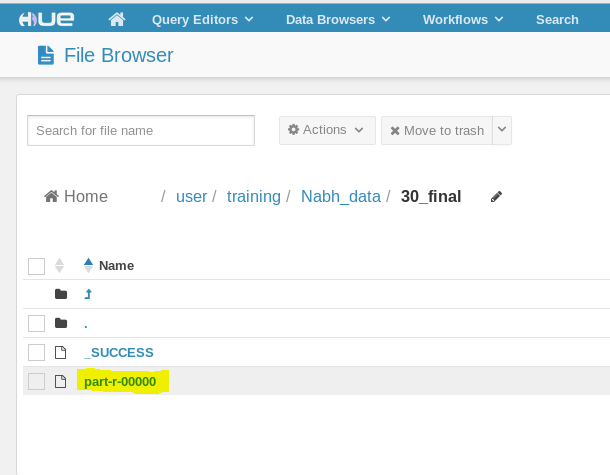 HUE Query Editors Data Browsers Workflows Search
File Browser
Search for file name Actions Move to trash
Home / user / training / Nabh_data / 30_final
Name
.
_SUCCESS
part-r-00000